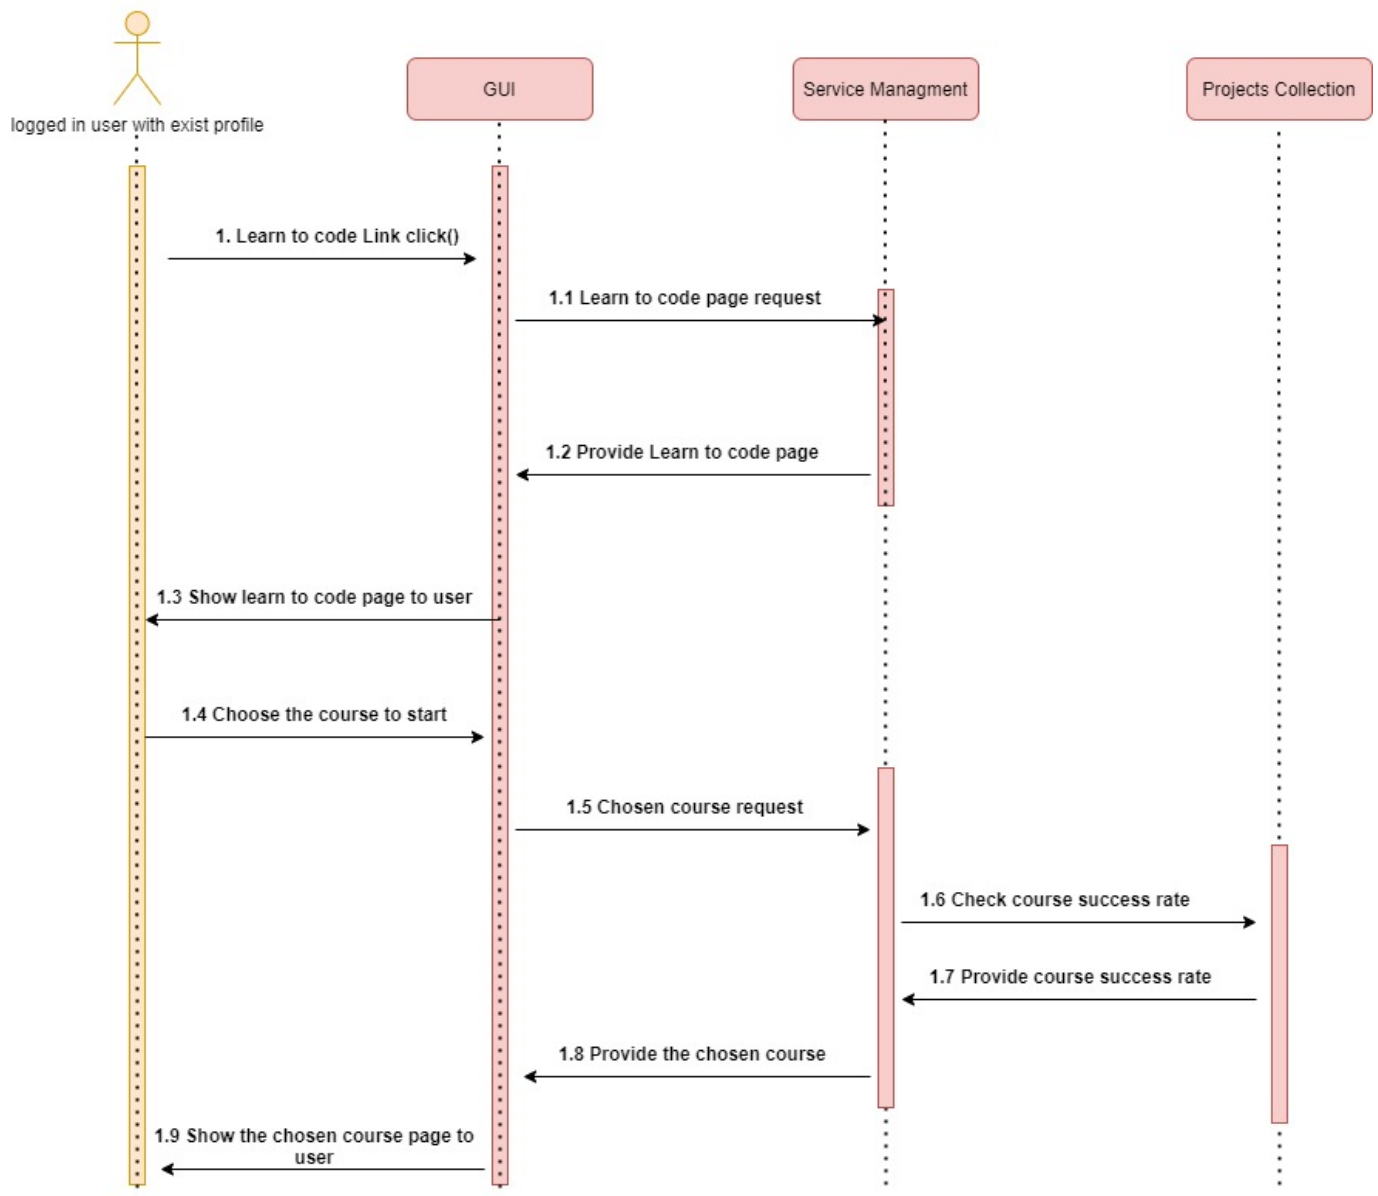 logged in user with exist profile
GUI
Service Managment
Projects Collection
1. Learn to code Link click()
1.1 Learn to code page request
1.2 Provide Learn to code page
1.3 Show learn to code page to user
1.4 Choose the course to start
1.5 Chosen course request
1.6 Check course success rate
1.7 Provide course success rate
1.8 Provide the chosen course
1.9 Show the chosen course page to
user